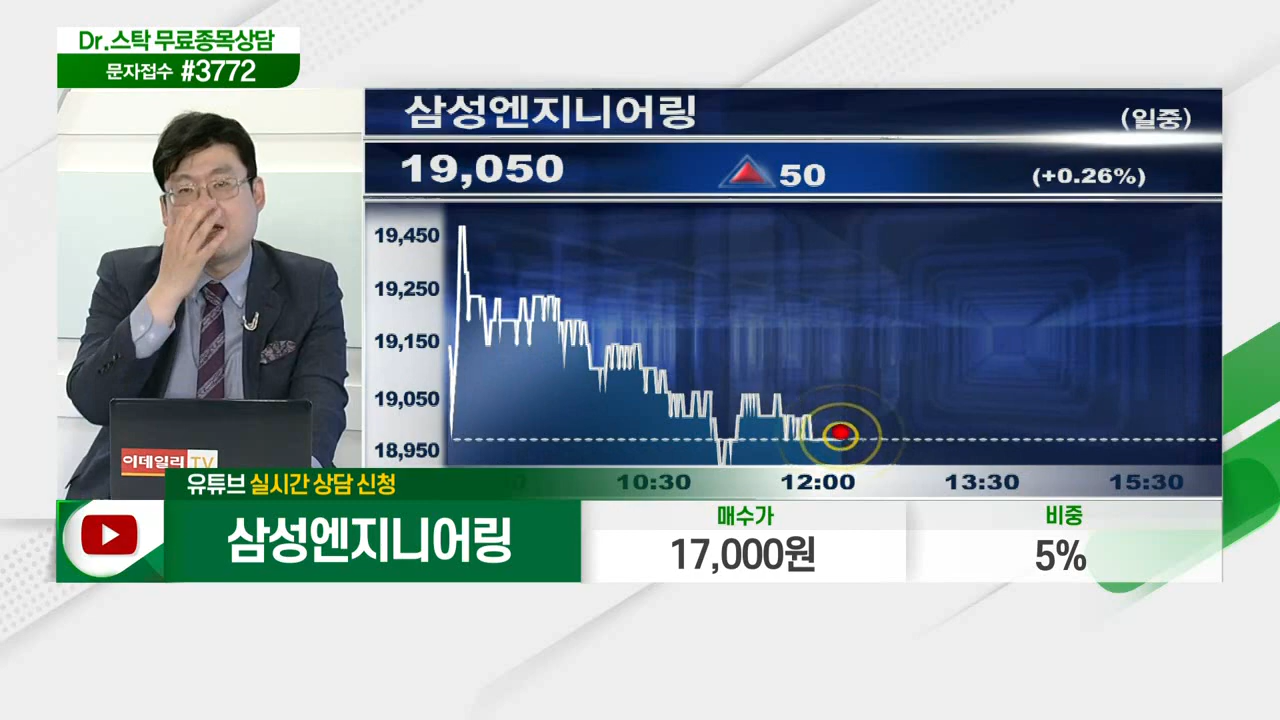 Dr.스탁 무료종목상담
문자접수 #3772
삼성엔지니어링
(일중)
19,050
50
(+0.26%)
19,450
19,250
19,150
19,050
18,950
10:30
12:00
13:30
15:30
이데일리 TV
유튜브 실시간 상담 신청
삼성엔지니어링
매수가
17,000원
비중
5%